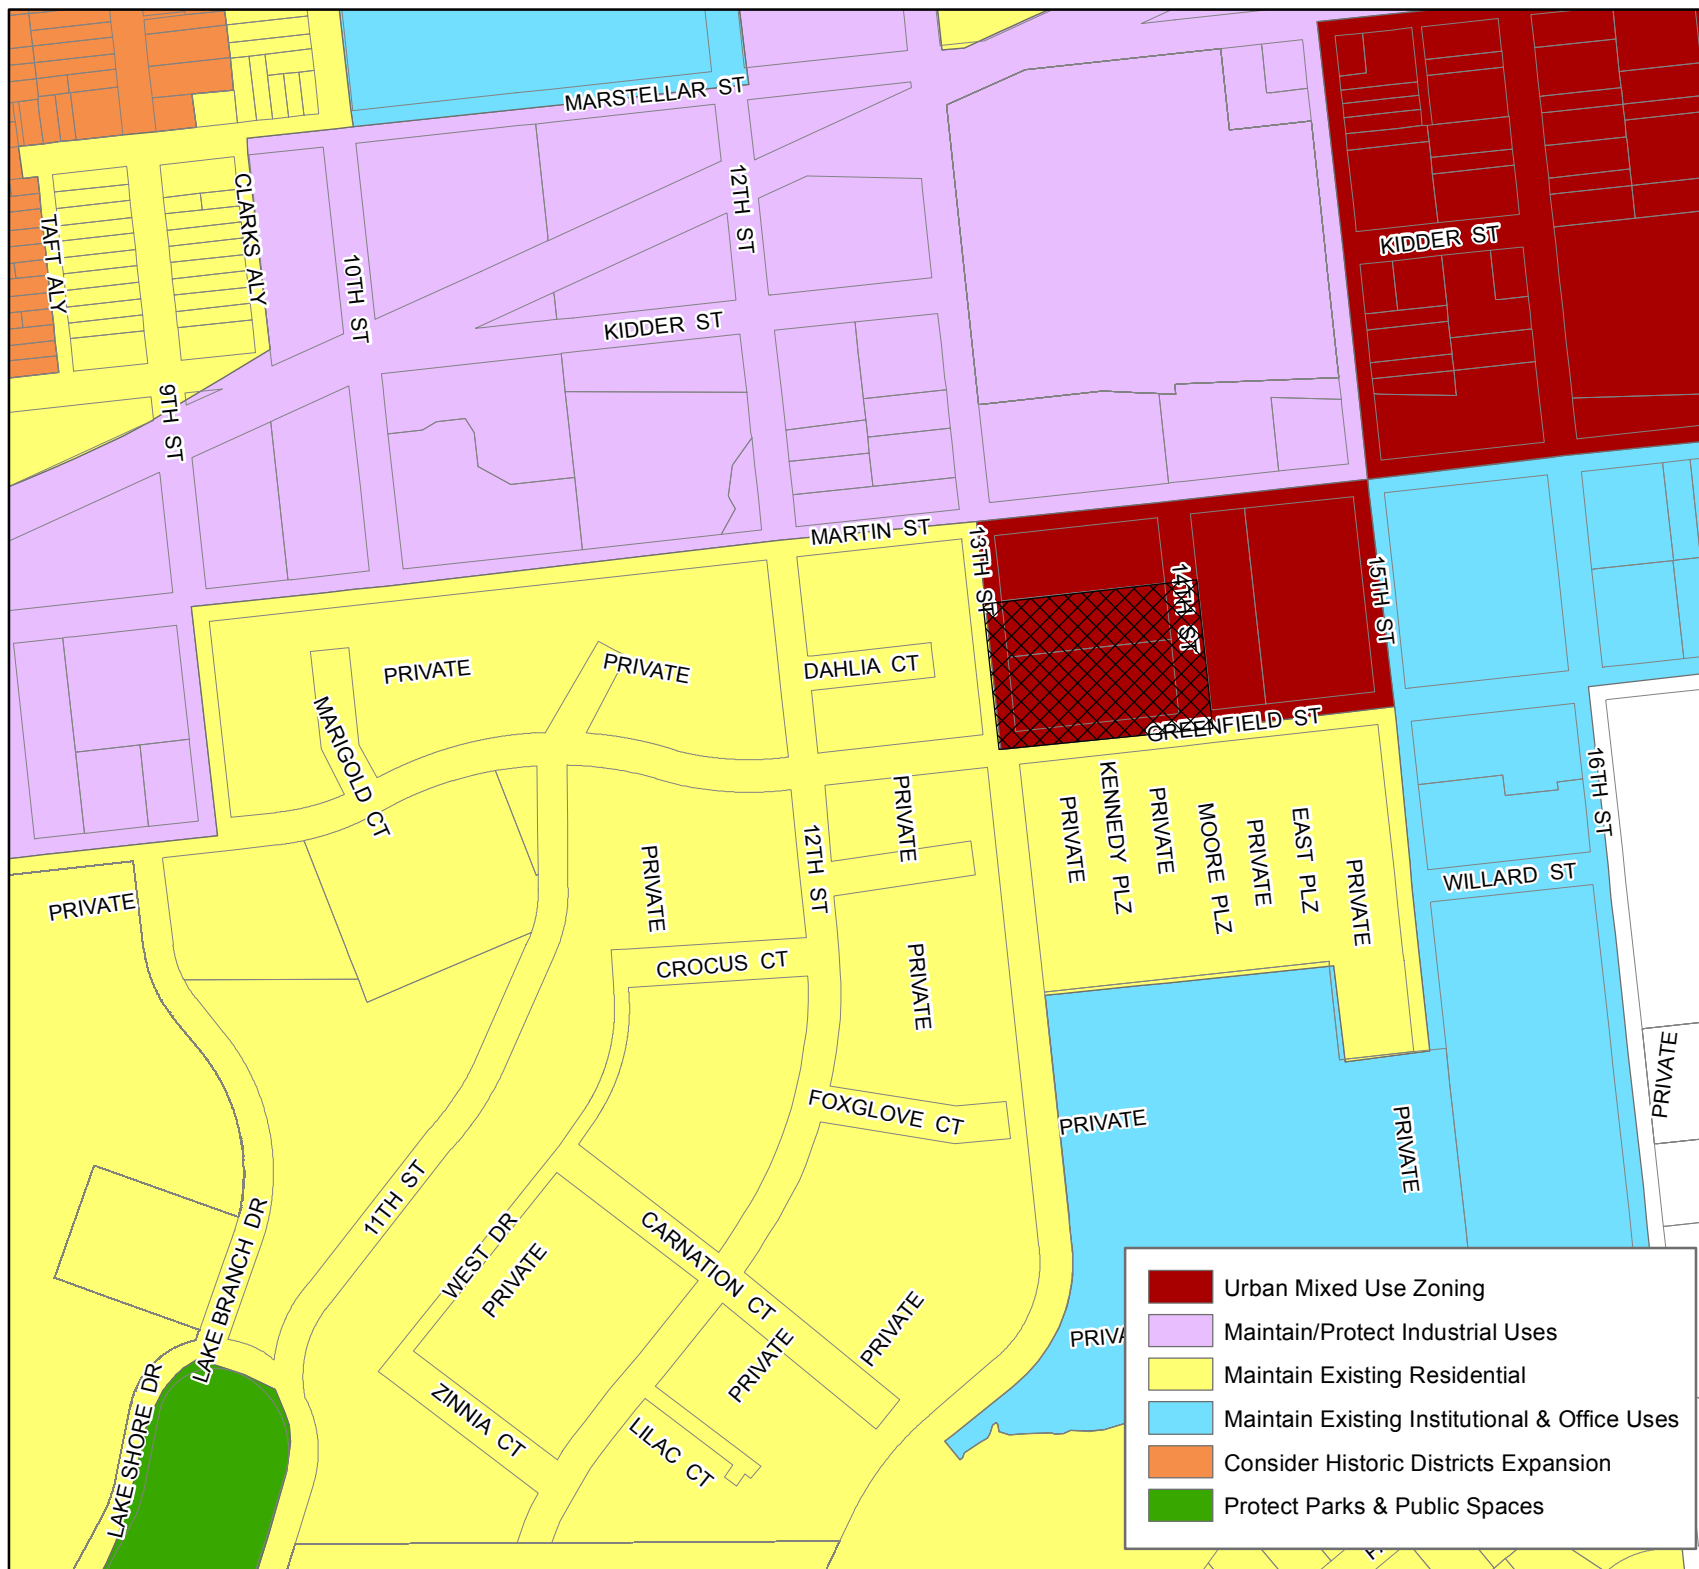 MARSTELLAR ST
12TH ST
CLARKS ALY
TAFT ALY
10TH ST
KIDDER ST
KIDDER ST
9TH ST
MARTIN ST
13TH ST
14TH ST
15TH ST
PRIVATE
PRIVATE
DAHLIA CT
MARIGOLD CT
GREENFIELD ST
16TH ST
PRIVATE
KENNEDY PLZ
PRIVATE
PRIVATE
MOORE PLZ
PRIVATE
EAST PLZ
PRIVATE
12TH ST
PRIVATE
PRIVATE
WILLARD ST
CROCUS CT
PRIVATE
PRIVATE
FOXGLOVE CT
PRIVATE
PRIVATE
11TH ST
LAKE BRANCH DR
WEST DR
PRIVATE
CARNATION CT
PRIVATE
PRIVATE
LAKE SHORE DR
ZINNIA CT
LILAC CT
Urban Mixed Use Zoning
Maintain/Protect Industrial Uses
Maintain Existing Residential
Maintain Existing Institutional & Office Uses
Consider Historic Districts Expansion
Protect Parks & Public Spaces